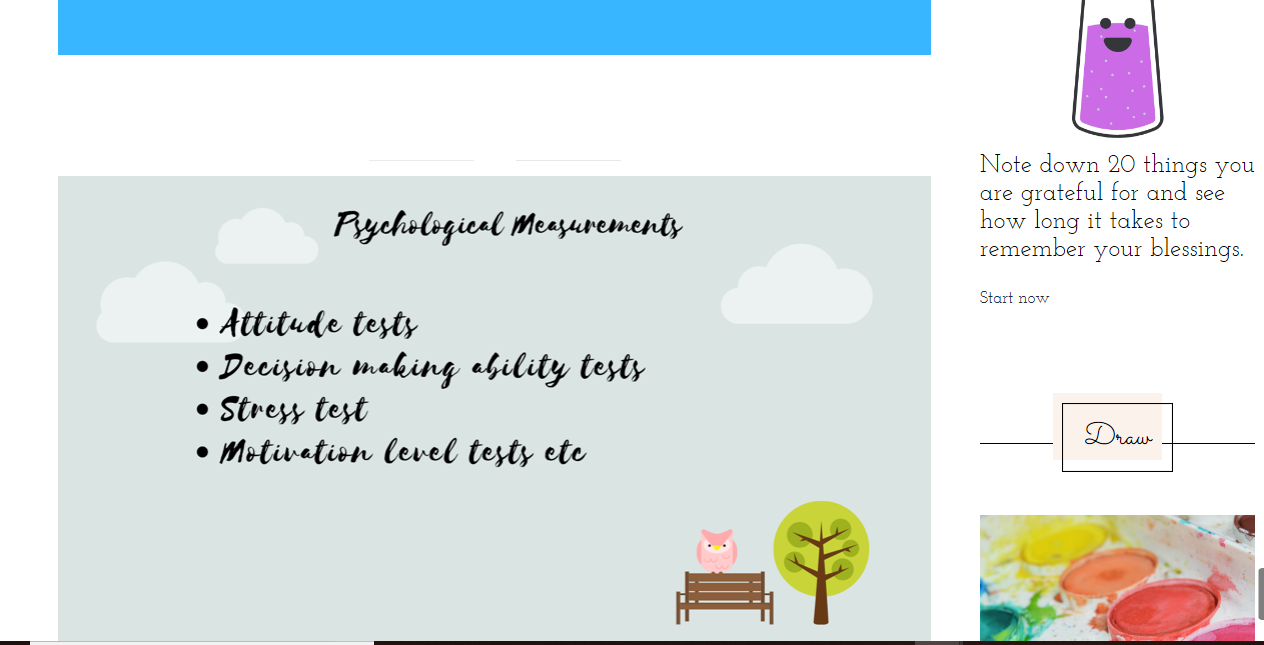 Psychological Measurements
Attitude tests
Decision making ability tests
Stress test
Motivation level tests etc
Note down 20 things you
are grateful for and see
how long it takes to
remember your blessings.
Start now
Draw